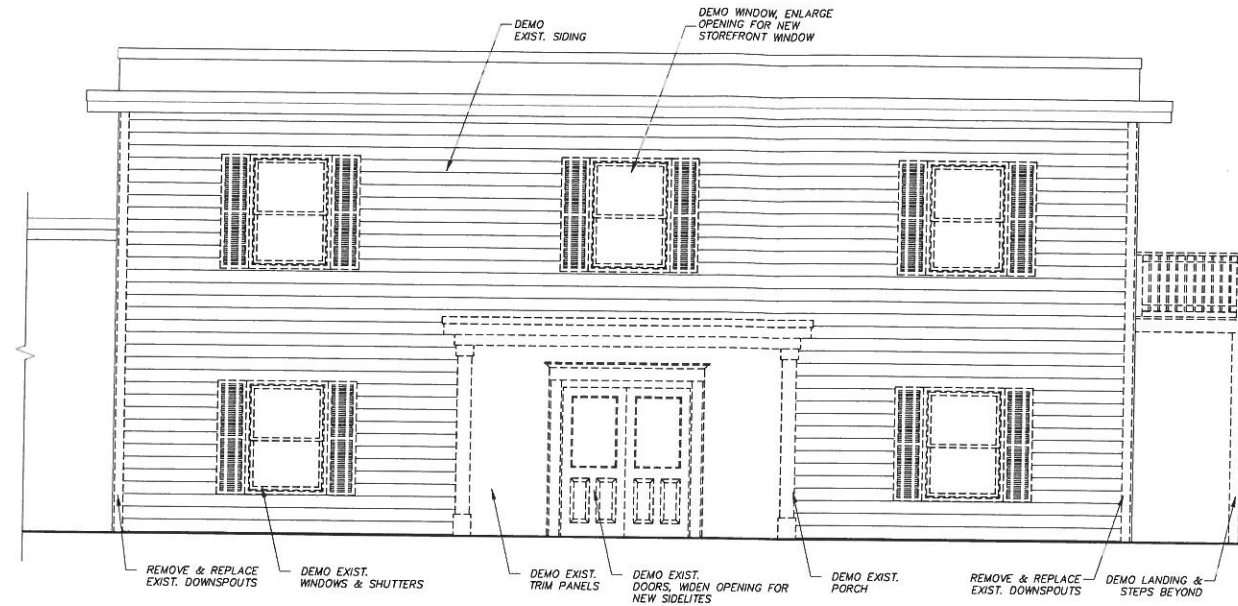 DEMO
EXIST. SIDING
DEMO WINDOW, ENLARGE
OPENING FOR NEW
STOREFRONT WINDOW
REMOVE & REPLACE
EXIST. DOWNSPOUTS
DEMO EXIST.
WINDOWS & SHUTTERS
DEMO EXIST.
TRIM PANELS
DEMO EXIST.
DOORS, WIDEN OPENING FOR
NEW SIDELITES
DEMO EXIST.
PORCH
REMOVE & REPLACE
EXIST. DOWNSPOUTS
DEMO LANDING &
STEPS BEYOND